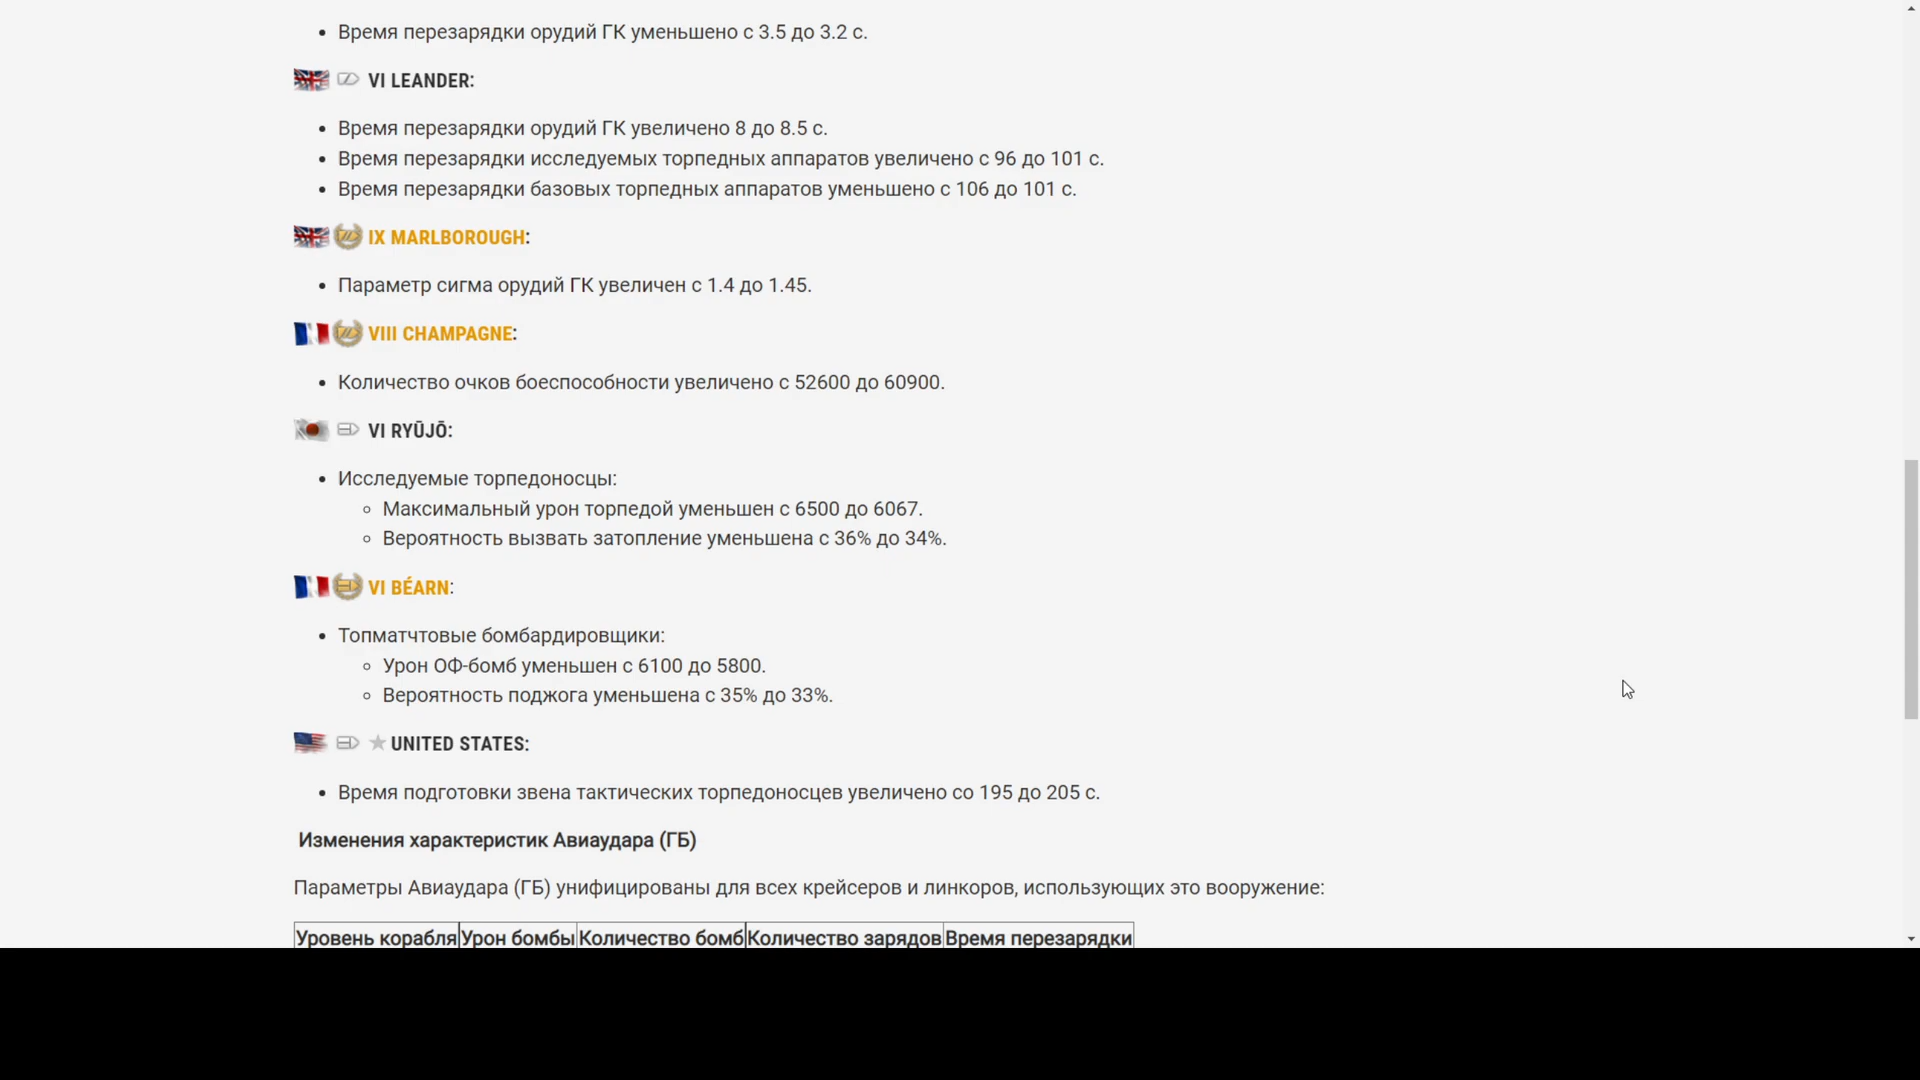 Время перезарядки орудий ГК уменьшено с 3.5 до 3.2 с.
VI LEANDER:
Время перезарядки орудий ГК увеличено 8 до 8.5 с.
Время перезарядки исследуемых торпедных аппаратов увеличено с 96 до 101 с.
Время перезарядки базовых торпедных аппаратов уменьшено с 106 до 101 с.
IX MARLBOROUGH:
Параметр сигма орудий ГК увеличен с 1.4 до 1.45.
VIII CHAMPAGNE:
Количество очков боеспособности увеличено с 52600 до 60900.
VI RYŪJŌ:
Исследуемые торпедоносцы:
Максимальный урон торпедой уменьшен с 6500 до 6067.
Вероятность вызвать затопление уменьшена с 36% до 34%.
VI BÉARN:
Топматчтовые бомбардировщики:
Урон ОФ-бомб уменьшен с 6100 до 5800.
Вероятность поджога уменьшена с 35% до 33%.
UNITED STATES:
Время подготовки звена тактических торпедоносцев увеличено со 195 до 205 с.
Изменения характеристик Авиаудара (ГБ)
Параметры Авиаудара (ГБ) унифицированы для всех крейсеров и линкоров, использующих это вооружение:
Уровень корабля Урон бомбы Количество бомб Количество зарядов Время перезарядки